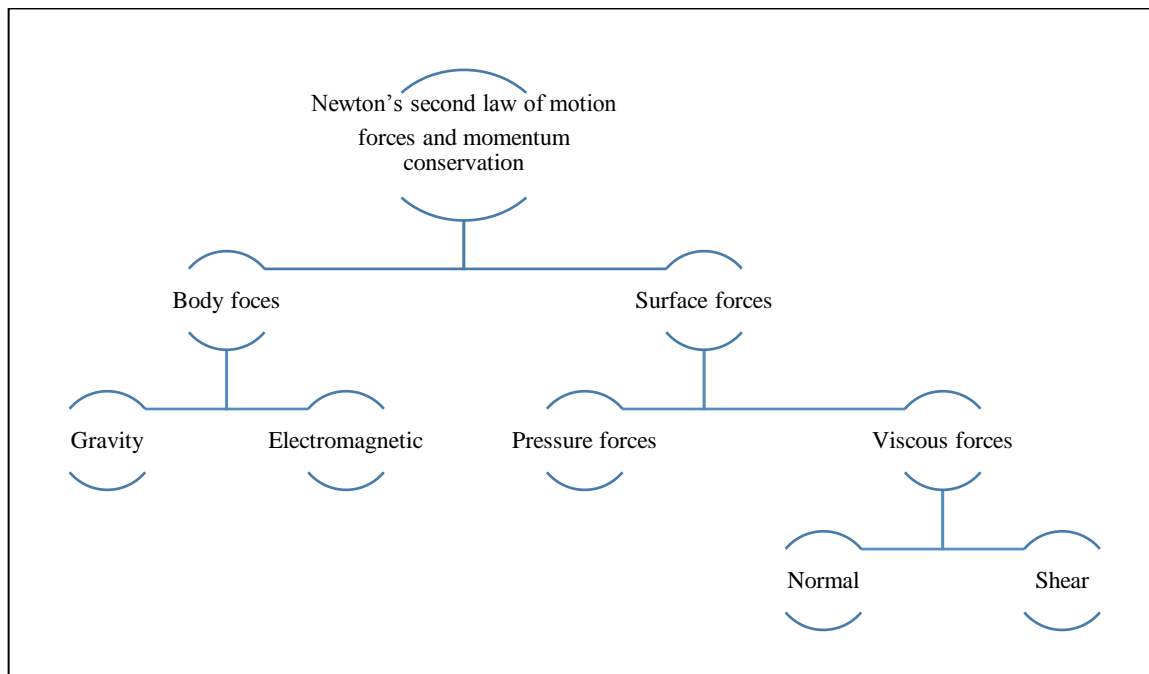 Newton’s second law of motion
forces and momentum
conservation
Body foces
Surface forces
Gravity
Electromagnetic
Pressure forces
Viscous forces
Normal
Shear